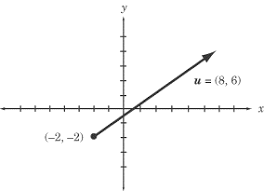 y
u = (8, 6)
x
(–2, –2)